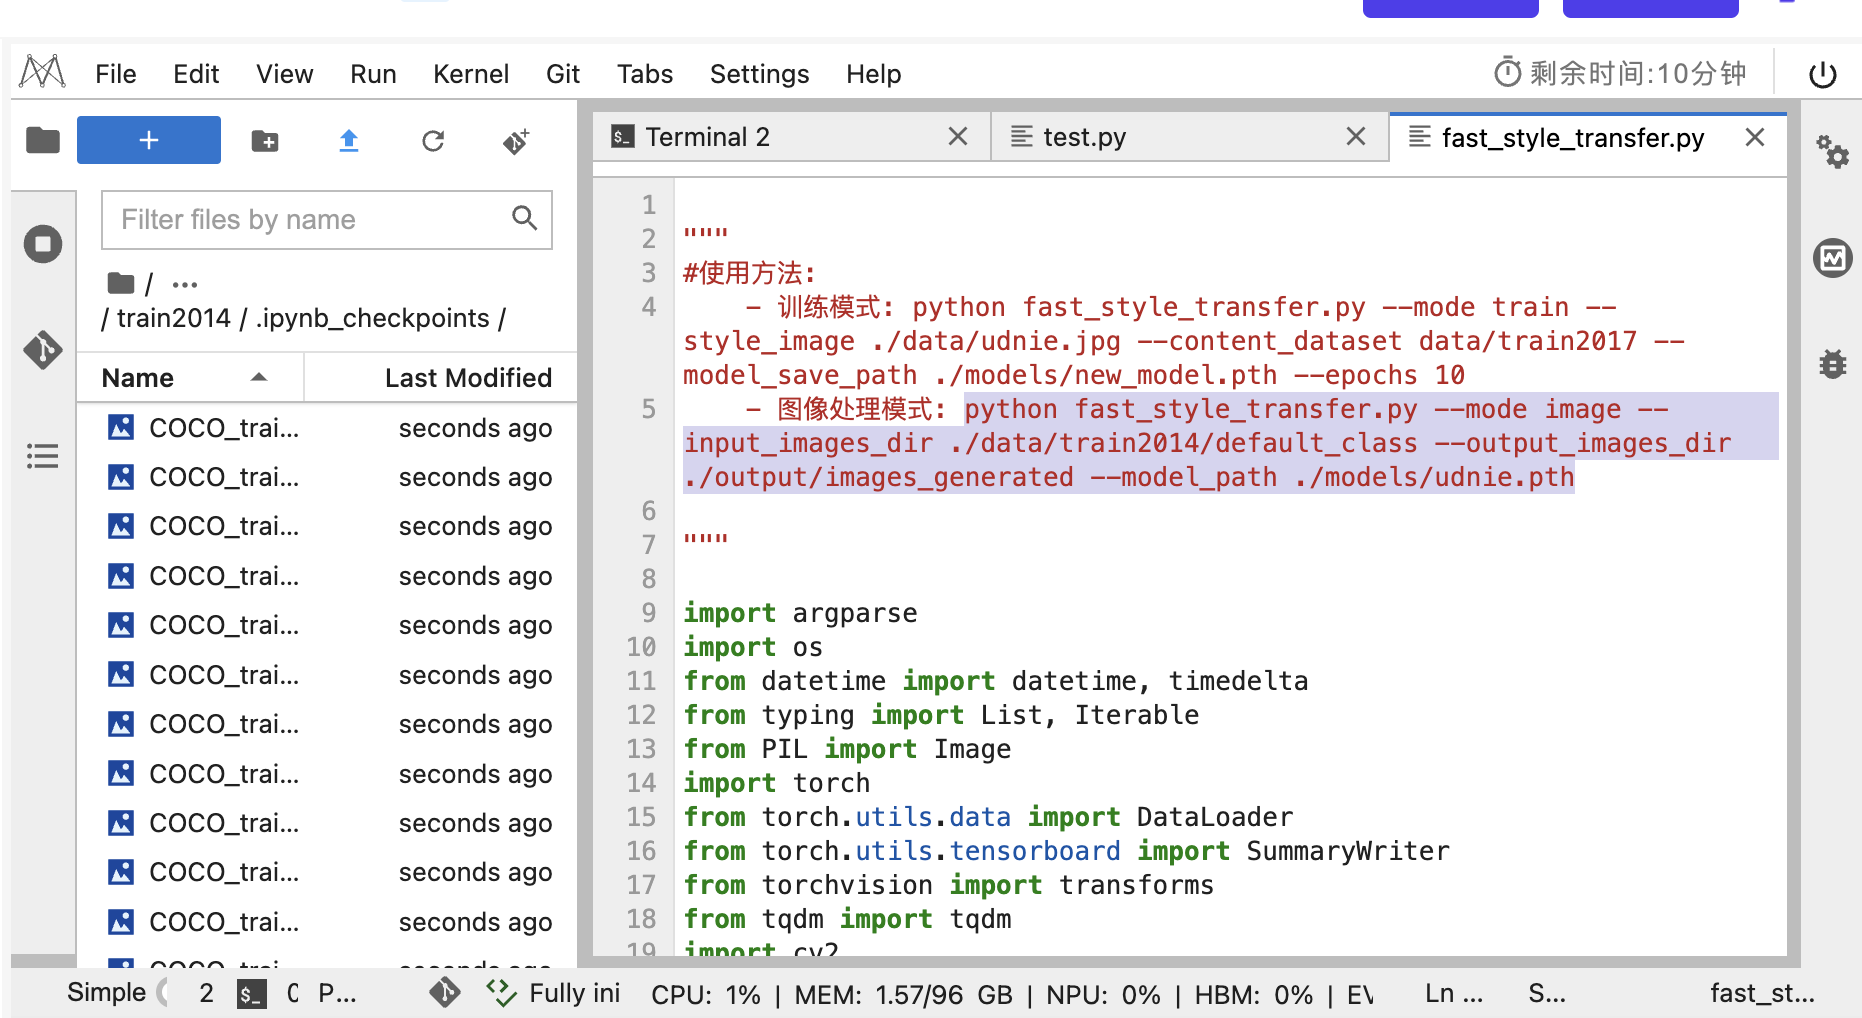 File Edit View Run Kernel Git Tabs Settings Help 剩余时间:10分钟
+
Filter files by name
/ ...
/ train2014 / .ipynb_checkpoints /
Name Last Modified
COCO_trai... seconds ago
COCO_trai... seconds ago
COCO_trai... seconds ago
COCO_trai... seconds ago
COCO_trai... seconds ago
COCO_trai... seconds ago
COCO_trai... seconds ago
COCO_trai... seconds ago
COCO_trai... seconds ago
COCO_trai... seconds ago
COCO_trai... seconds ago
Terminal 2 test.py fast_style_transfer.py
1
2 """
3 #使用方法:
4     - 训练模式: python fast_style_transfer.py --mode train --
style_image ./data/udnie.jpg --content_dataset data/train2017 --
model_save_path ./models/new_model.pth --epochs 10
5     - 图像处理模式: python fast_style_transfer.py --mode image --
input_images_dir ./data/train2014/default_class --output_images_dir
./output/images_generated --model_path ./models/udnie.pth
6
7 """
8
9 import argparse
10 import os
11 from datetime import datetime, timedelta
12 from typing import List, Iterable
13 from PIL import Image
14 import torch
15 from torch.utils.data import DataLoader
16 from torch.utils.tensorboard import SummaryWriter
17 from torchvision import transforms
18 from tqdm import tqdm
19 import cv2
Simple 2 $_ 0 P... Fully ini CPU: 1% | MEM: 1.57/96 GB | NPU: 0% | HBM: 0% | EV Ln ... S... fast_st...